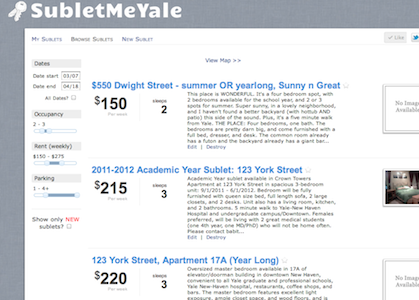 SubletMeYale
My Sublets Browse Sublets New Sublet
Like
View Map >>
Dates
Date start 03/07
Date end 04/18
All Dates?
Occupancy
2 - 3
Rent (weekly)
$150 - $275
Parking
1 - 4+
Show only NEW
sublets?
$550 Dwight Street - summer OR yearlong, Sunny n Great
$150
Per week
sleeps
2
This place is WONDERFUL. It's a four bedroom spot, with
2 bedrooms available for the school year, and 2 or 3
spots for summer. Super sunny, in a lovely neighborhood,
and I haven't found a better backyard (with hottub AND
patio) this side of the sound. Plus, it's a five minute walk
from Yale. THE PLACE: Four bedrooms, one bath. The
bedrooms are pretty darn big, and come furnished with a
full bed, dresser, and desk. The common room already
has a futon and the backyard already has a giant bar...
Edit | Destroy
No Image
2011-2012 Academic Year Sublet: 123 York Street
$215
Per week
sleeps
3
Academic Year sublet available in Crown Towers
Apartment at 123 York Street in spacious 3-bedroom
unit: 9/1/2011 - 6/1/2012. Bedroom will be fully
furnished with queen size bed, full length sofa, 2 large
closets, and 2 desks. Unit also has a living room, kitchen,
and 2 bathrooms. 5 minute walk to Yale-New Haven
Hospital and undergraduate campus/Downtown. Females
preferred, will be living with 2 great medical students
(one 4th year, one MD/PhD) who will not be home often.
Please contact babit...
Edit | Destroy
123 York Street, Apartment 17A (Year Long)
$220
Per week
sleeps
3
Oversized master bedroom available in 17A of
elevator/doorman building in downtown New Haven,
convenient to all Yale graduate and professional schools,
Yale New-Haven hospital, restaurants, coffee shops, and
bars. The master bedroom features excellent light
exposure, ample closet space, and wood floors, and is
No Imag